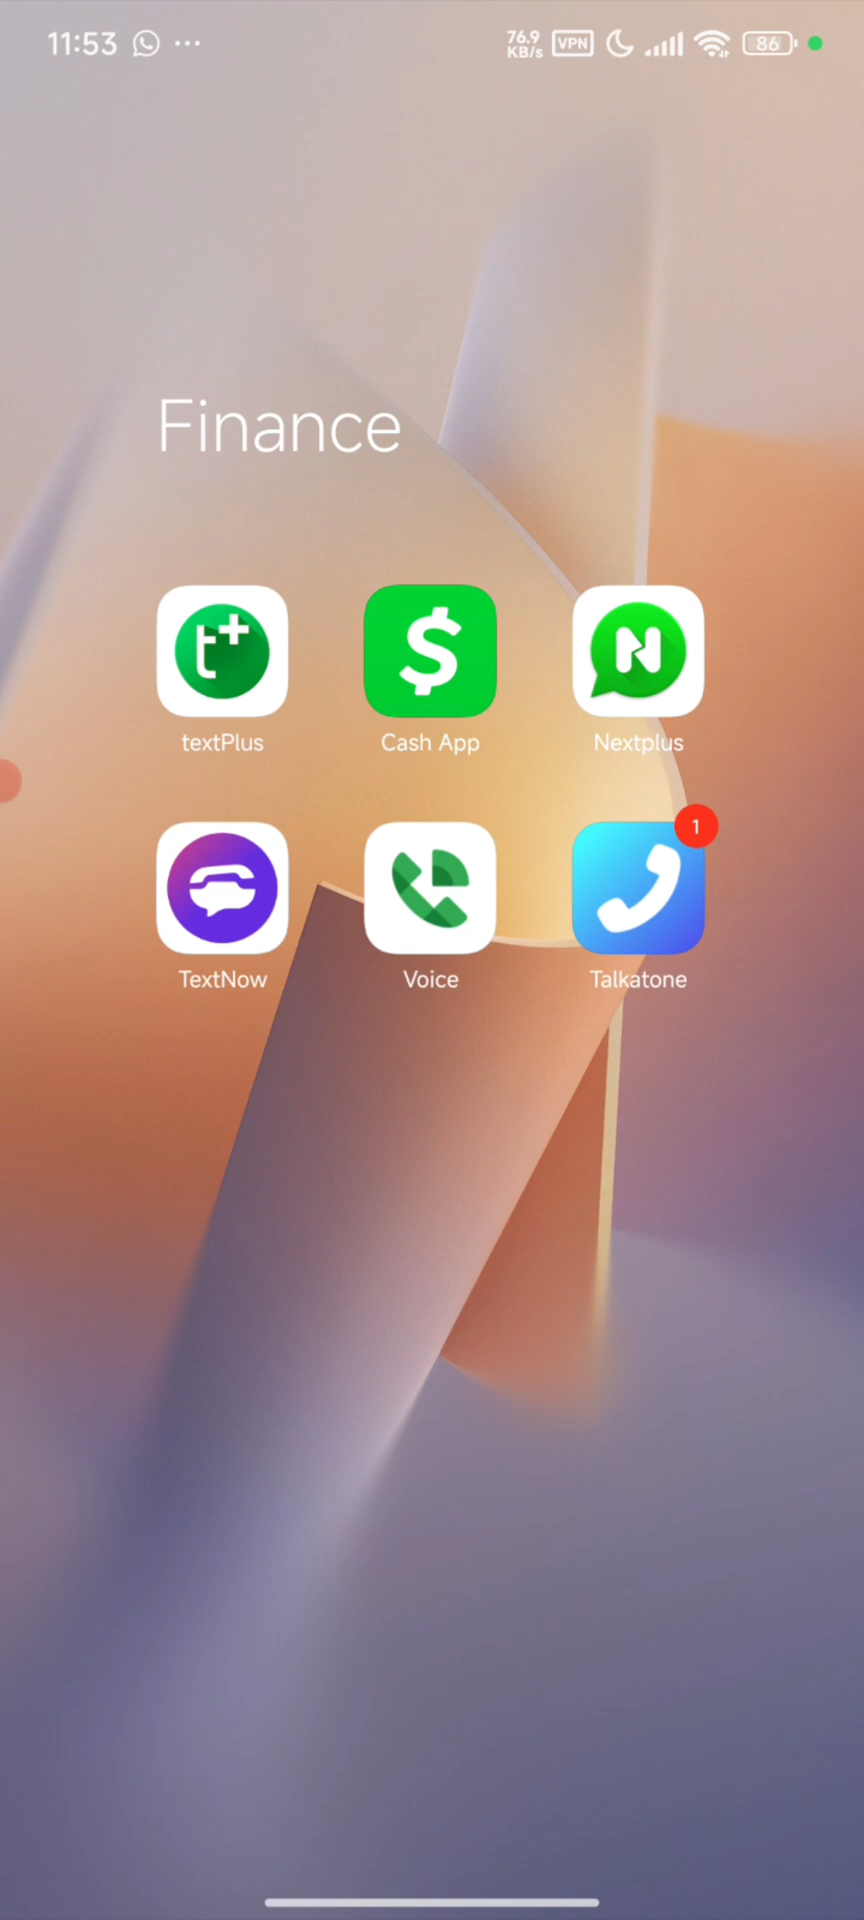 11:53 ... 76.9 KB/s VPN 86
Finance
textPlus Cash App Nextplus
1
TextNow Voice Talkatone